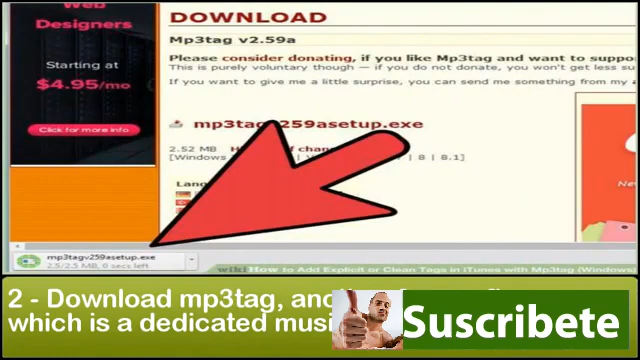 Web
Designers
Starting at
$4.95/mo
Click for more info
DOWNLOAD
Mp3tag v2.59a
Please consider donating, if you like Mp3tag and want to suppo
This is purely voluntary though — if you do not donate, you won't get less su
If you want to give me a little surprise, you can send me something from my
mp3tagv259asetup.exe
2.52 MB
[Windows 8 | 8.1]
mp3tagv259asetup.exe
2.5/2.5 MB, 0 secs left
wikiHow to Add Explicit or Clean Tags in iTunes with Mp3tag (Windows)
2 - Download mp3tag,
which is a dedicated
Suscribete